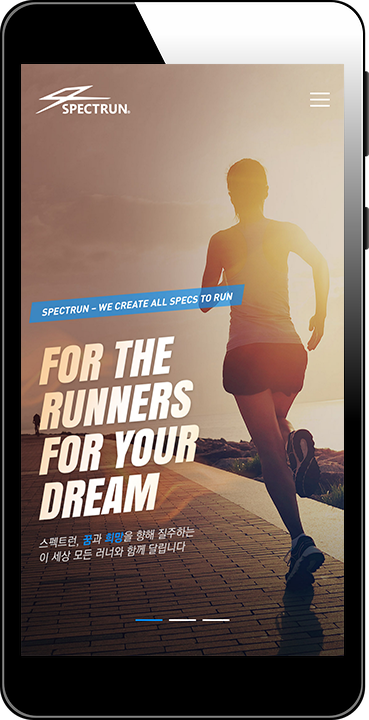 SPECTRUN®
SPECTRUN – WE CREATE ALL SPECS TO RUN
FOR THE
RUNNERS
FOR YOUR
DREAM
스펙트런, 꿈과 희망을 향해 질주하는
이 세상 모든 러너와 함께 달립니다